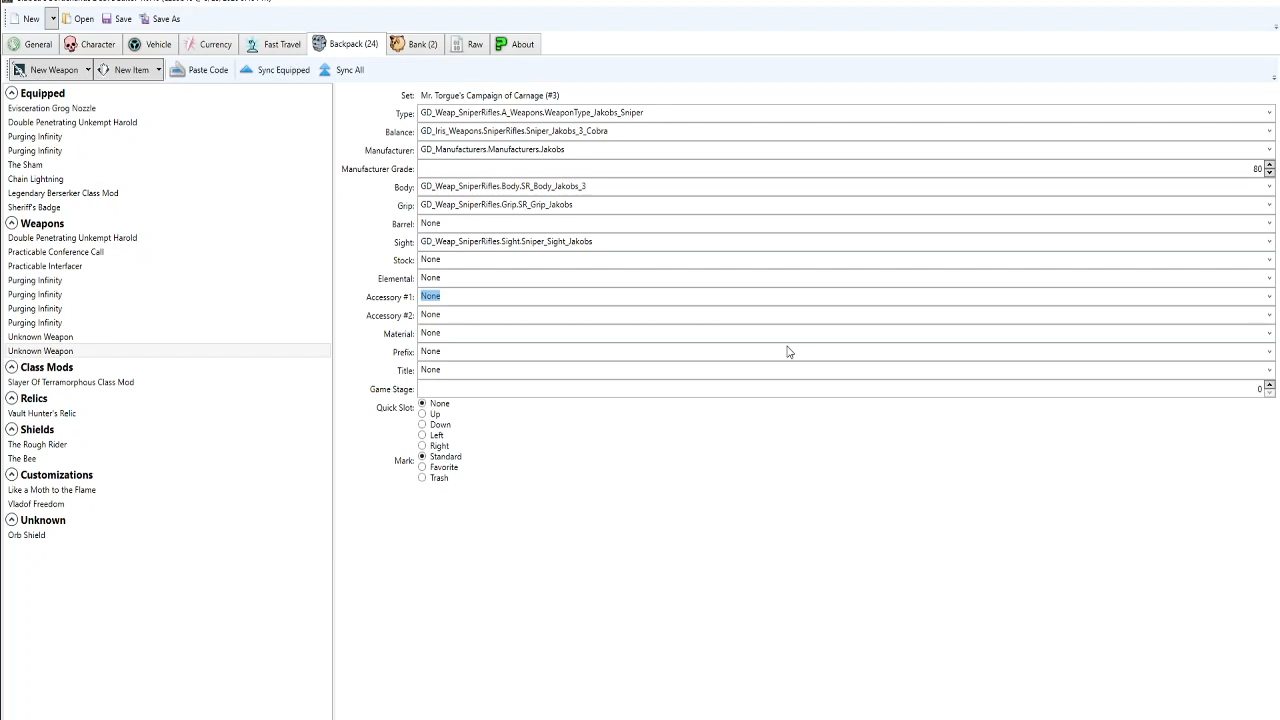 New Open Save Save As
General Character Vehicle Currency Fast Travel Backpack (24) Bank (2) Raw About
New Weapon New Item Paste Code Sync Equipped Sync All
Equipped
Evisceration Grog Nozzle
Double Penetrating Unkempt Harold
Purging Infinity
Purging Infinity
The Sham
Chain Lightning
Legendary Berserker Class Mod
Sheriff's Badge
Weapons
Double Penetrating Unkempt Harold
Practicable Conference Call
Practicable Interfacer
Purging Infinity
Purging Infinity
Purging Infinity
Purging Infinity
Unknown Weapon
Unknown Weapon
Class Mods
Slayer Of Terramorphous Class Mod
Relics
Vault Hunter's Relic
Shields
The Rough Rider
The Bee
Customizations
Like a Moth to the Flame
Vladof Freedom
Unknown
Orb Shield
Set: Mr. Torgue's Campaign of Carnage (#3)
Type: GD_Weap_SniperRifles.A_Weapons.WeaponType_Jakobs_Sniper
Balance: GD_Iris_Weapons.SniperRifles.Sniper_Jakobs_3_Cobra
Manufacturer: GD_Manufacturers.Manufacturers.Jakobs
Manufacturer Grade: 80
Body: GD_Weap_SniperRifles.Body.SR_Body_Jakobs_3
Grip: GD_Weap_SniperRifles.Grip.SR_Grip_Jakobs
Barrel: None
Sight: GD_Weap_SniperRifles.Sight.Sniper_Sight_Jakobs
Stock: None
Elemental: None
Accessory #1: None
Accessory #2: None
Material: None
Prefix: None
Title: None
Game Stage: 0
Quick Slot: None
Up
Down
Left
Right
Mark: Standard
Favorite
Trash